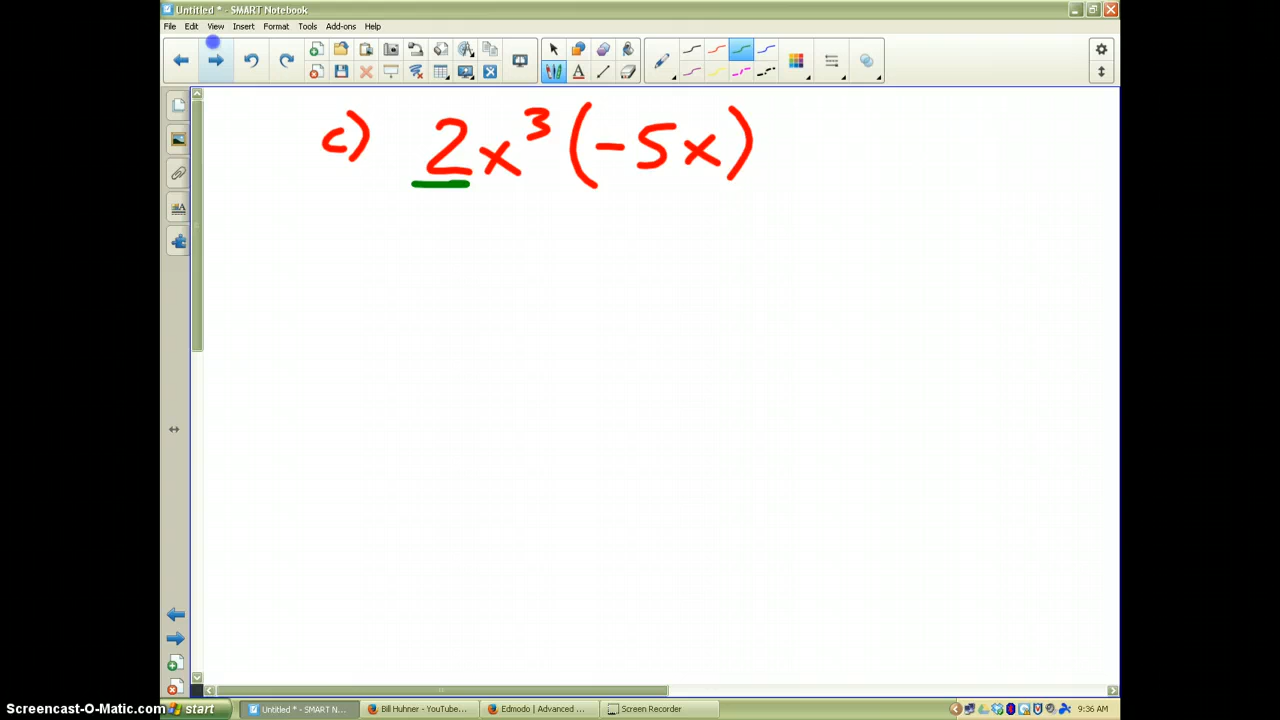 Untitled * - SMART Notebook
File Edit View Insert Format Tools Add-ons Help
c) 2x³(-5x)
Screencast-O-Matic.com
start
Untitled * - SMART N...
Bill Huhner - YouTube...
Edmodo | Advanced ...
Screen Recorder
9:36 AM